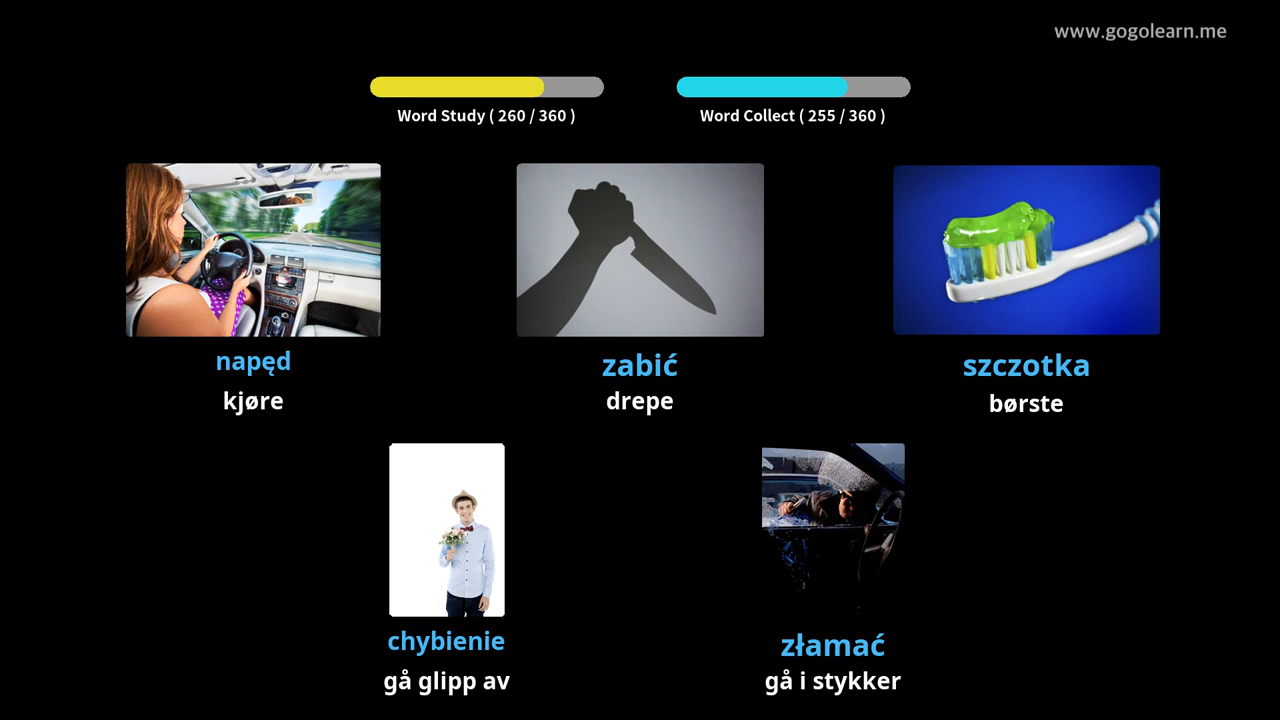 www.gogolearn.me
Word Study ( 260 / 360 )
Word Collect ( 255 / 360 )
napęd
kjøre
zabić
drepe
szczotka
børste
chybienie
gå glipp av
złamać
gå i stykker